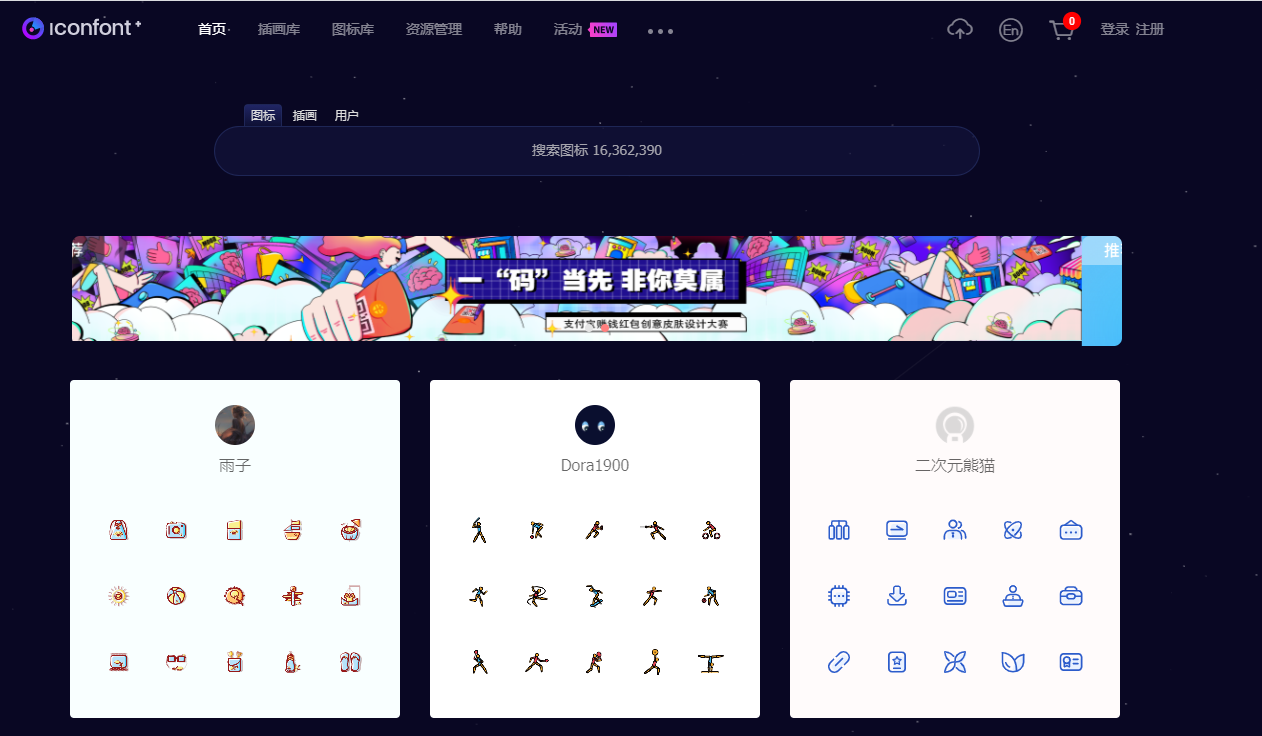 iconfont+ 首页 插画库 图标库 资源管理 帮助 活动 NEW En 0 登录 注册
图标 插画 用户
搜索图标 16,362,390
荐 推
一“码”当先 非你莫属
支付宝赚钱红包创意皮肤设计大赛
雨子 Dora1900 二次元熊猫